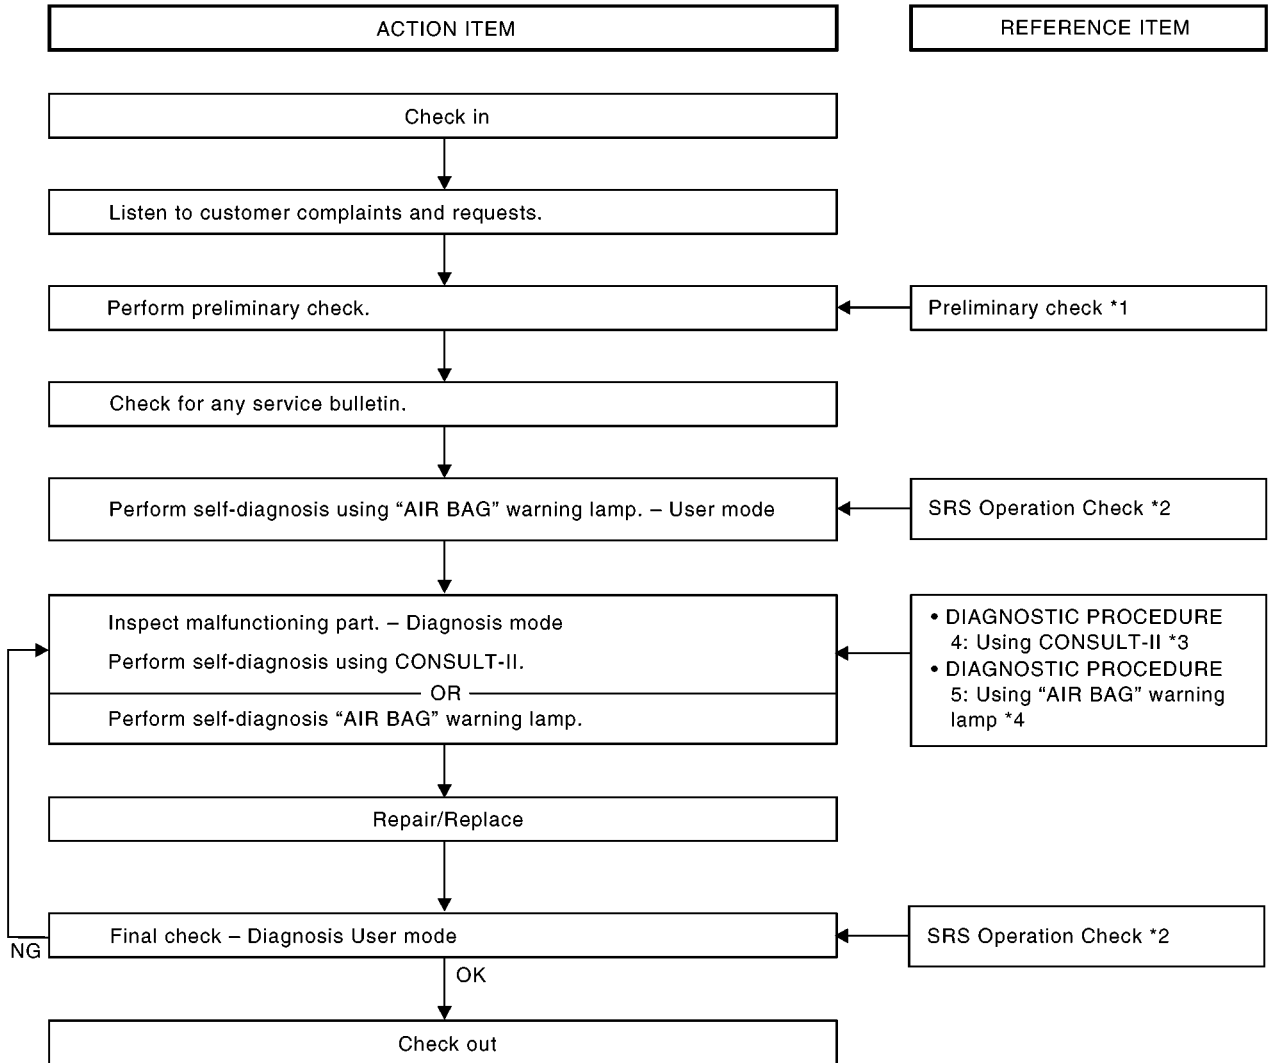 ACTION ITEM
REFERENCE ITEM
Check in
Listen to customer complaints and requests.
Perform preliminary check.
Preliminary check *1
Check for any service bulletin.
Perform self-diagnosis using “AIR BAG” warning lamp. – User mode
SRS Operation Check *2
Inspect malfunctioning part. – Diagnosis mode
Perform self-diagnosis using CONSULT-II.
OR
Perform self-diagnosis “AIR BAG” warning lamp.
• DIAGNOSTIC PROCEDURE
4: Using CONSULT-II *3
• DIAGNOSTIC PROCEDURE
5: Using “AIR BAG” warning
lamp *4
Repair/Replace
Final check – Diagnosis User mode
SRS Operation Check *2
NG
OK
Check out